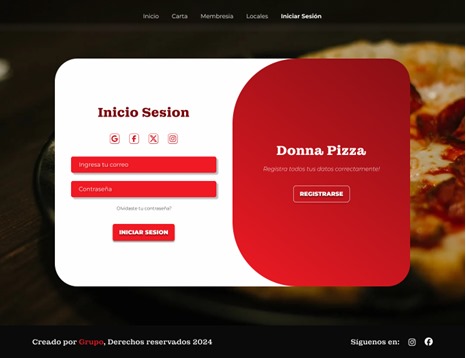 Inicio Carta Membresia Locales Iniciar Sesión
Inicio Sesion
Ingresa tu correo
Contraseña
Olvidaste tu contraseña?
INICIAR SESION
Donna Pizza
Registra todos tus datos correctamente!
REGISTRARSE
Creado por Grupo, Derechos reservados 2024
Siguenos en: